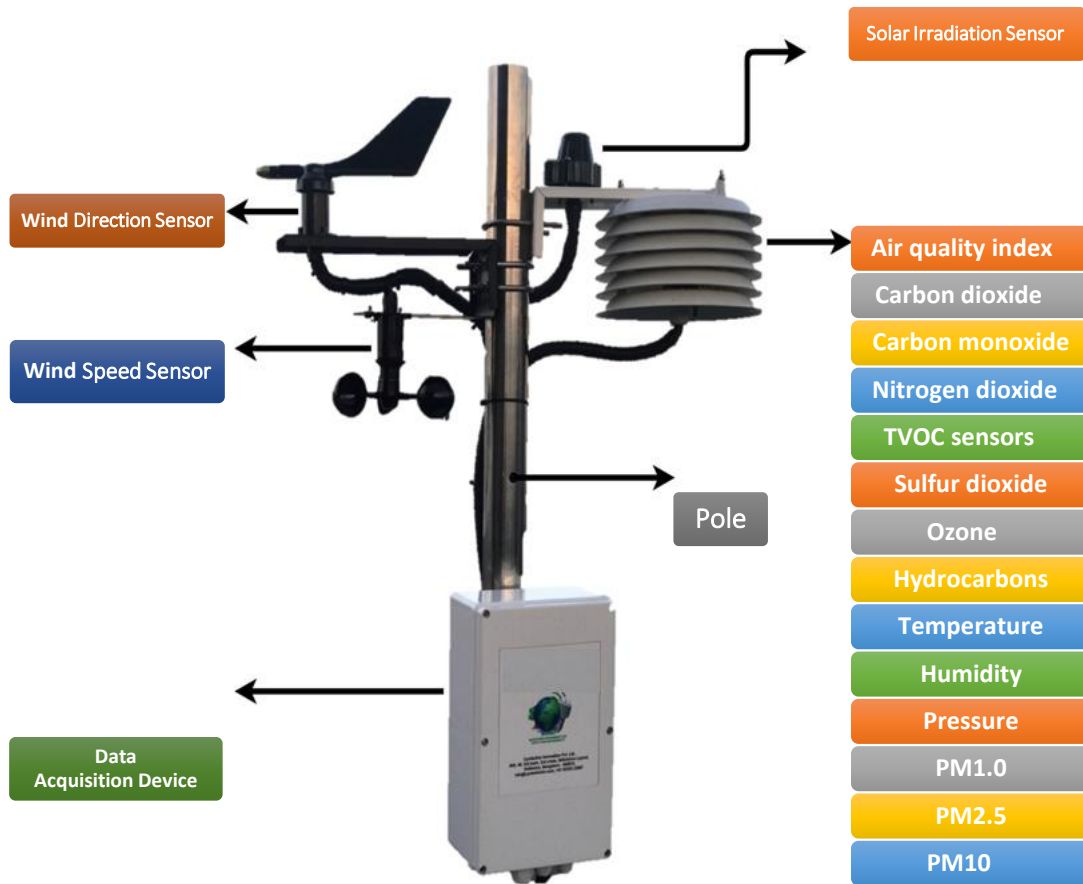 Solar Irradiation Sensor
Wind Direction Sensor
Air quality index
Carbon dioxide
Carbon monoxide
Wind Speed Sensor
Nitrogen dioxide
TVOC sensors
Sulfur dioxide
Pole
Ozone
Hydrocarbons
Temperature
Humidity
Pressure
Data
Acquisition Device
PM1.0
PM2.5
PM10